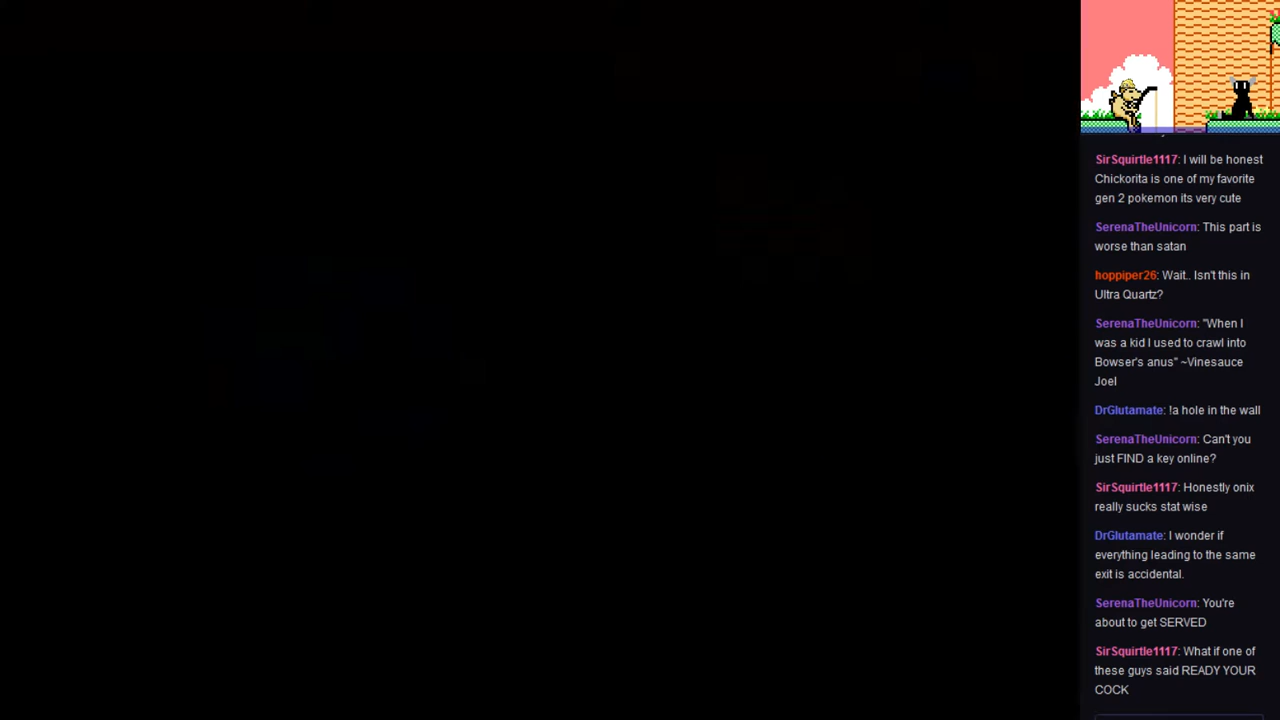 SirSquirtle1117: I will be honest
Chickorita is one of my favorite
gen 2 pokemon its very cute
SerenaTheUnicorn: This part is
worse than satan
hoppiper26: Wait.. Isn't this in
Ultra Quartz?
SerenaTheUnicorn: "When I
was a kid I used to crawl into
Bowser's anus" ~Vinesauce
Joel
DrGlutamate: !a hole in the wall
SerenaTheUnicorn: Can't you
just FIND a key online?
SirSquirtle1117: Honestly onix
really sucks stat wise
DrGlutamate: I wonder if
everything leading to the same
exit is accidental.
SerenaTheUnicorn: You're
about to get SERVED
SirSquirtle1117: What if one of
these guys said READY YOUR
COCK